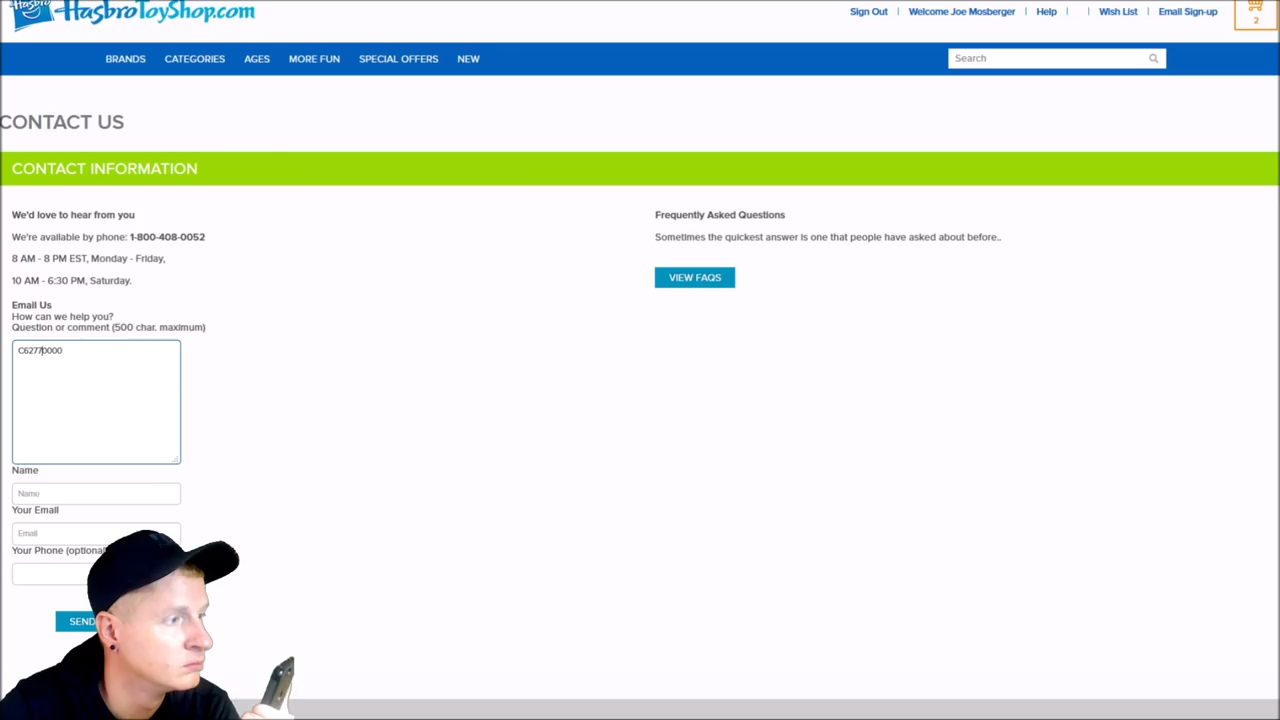 HasbroToyShop.com
Sign Out | Welcome Joe Mosberger | Help | | Wish List | Email Sign-up
2
BRANDS CATEGORIES AGES MORE FUN SPECIAL OFFERS NEW
Search
CONTACT US
CONTACT INFORMATION
We'd love to hear from you
We're available by phone: 1-800-408-0052
8 AM - 8 PM EST, Monday - Friday,
10 AM - 6:30 PM, Saturday.
Email Us
How can we help you?
Question or comment (500 char. maximum)
C62770000
Name
Name
Your Email
Email
Your Phone (optional
SEND
Frequently Asked Questions
Sometimes the quickest answer is one that people have asked about before..
VIEW FAQS